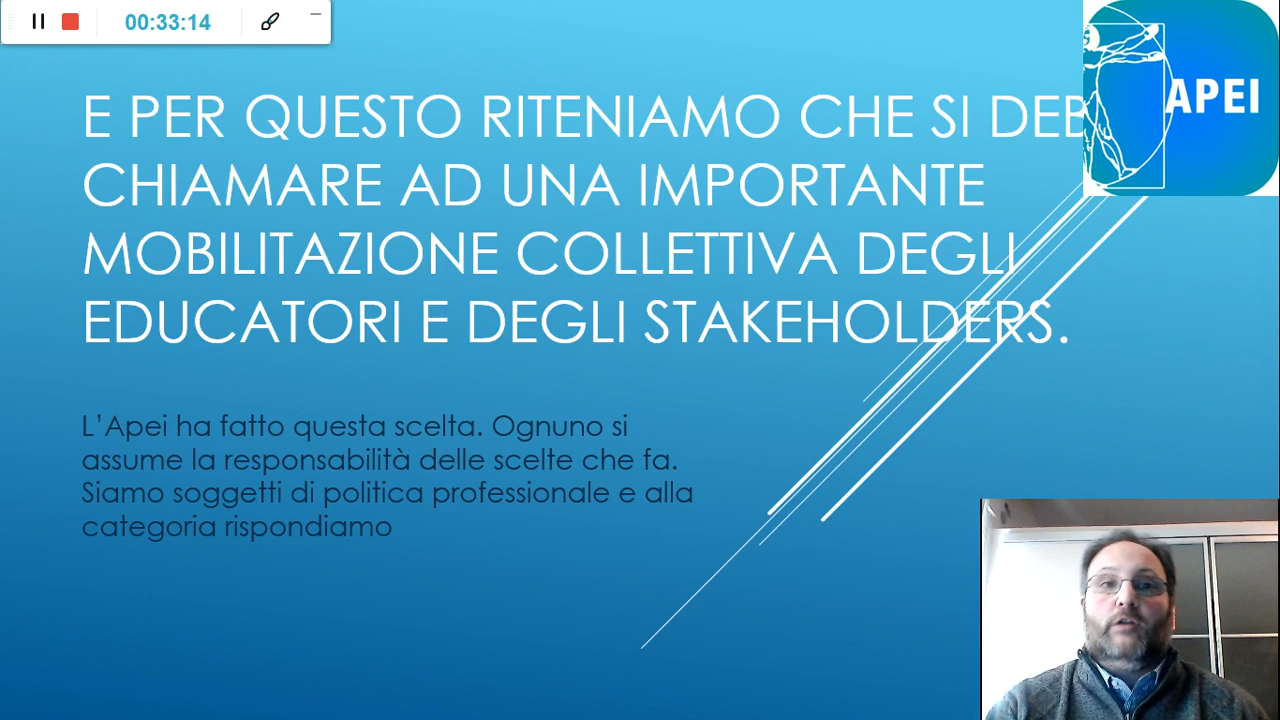 00:33:14
APEI
E PER QUESTO RITENIAMO CHE SI DEB
CHIAMARE AD UNA IMPORTANTE
MOBILITAZIONE COLLETTIVA DEGLI
EDUCATORI E DEGLI STAKEHOLDERS.
L’Apei ha fatto questa scelta. Ognuno si
assume la responsabilità delle scelte che fa.
Siamo soggetti di politica professionale e alla
categoria rispondiamo